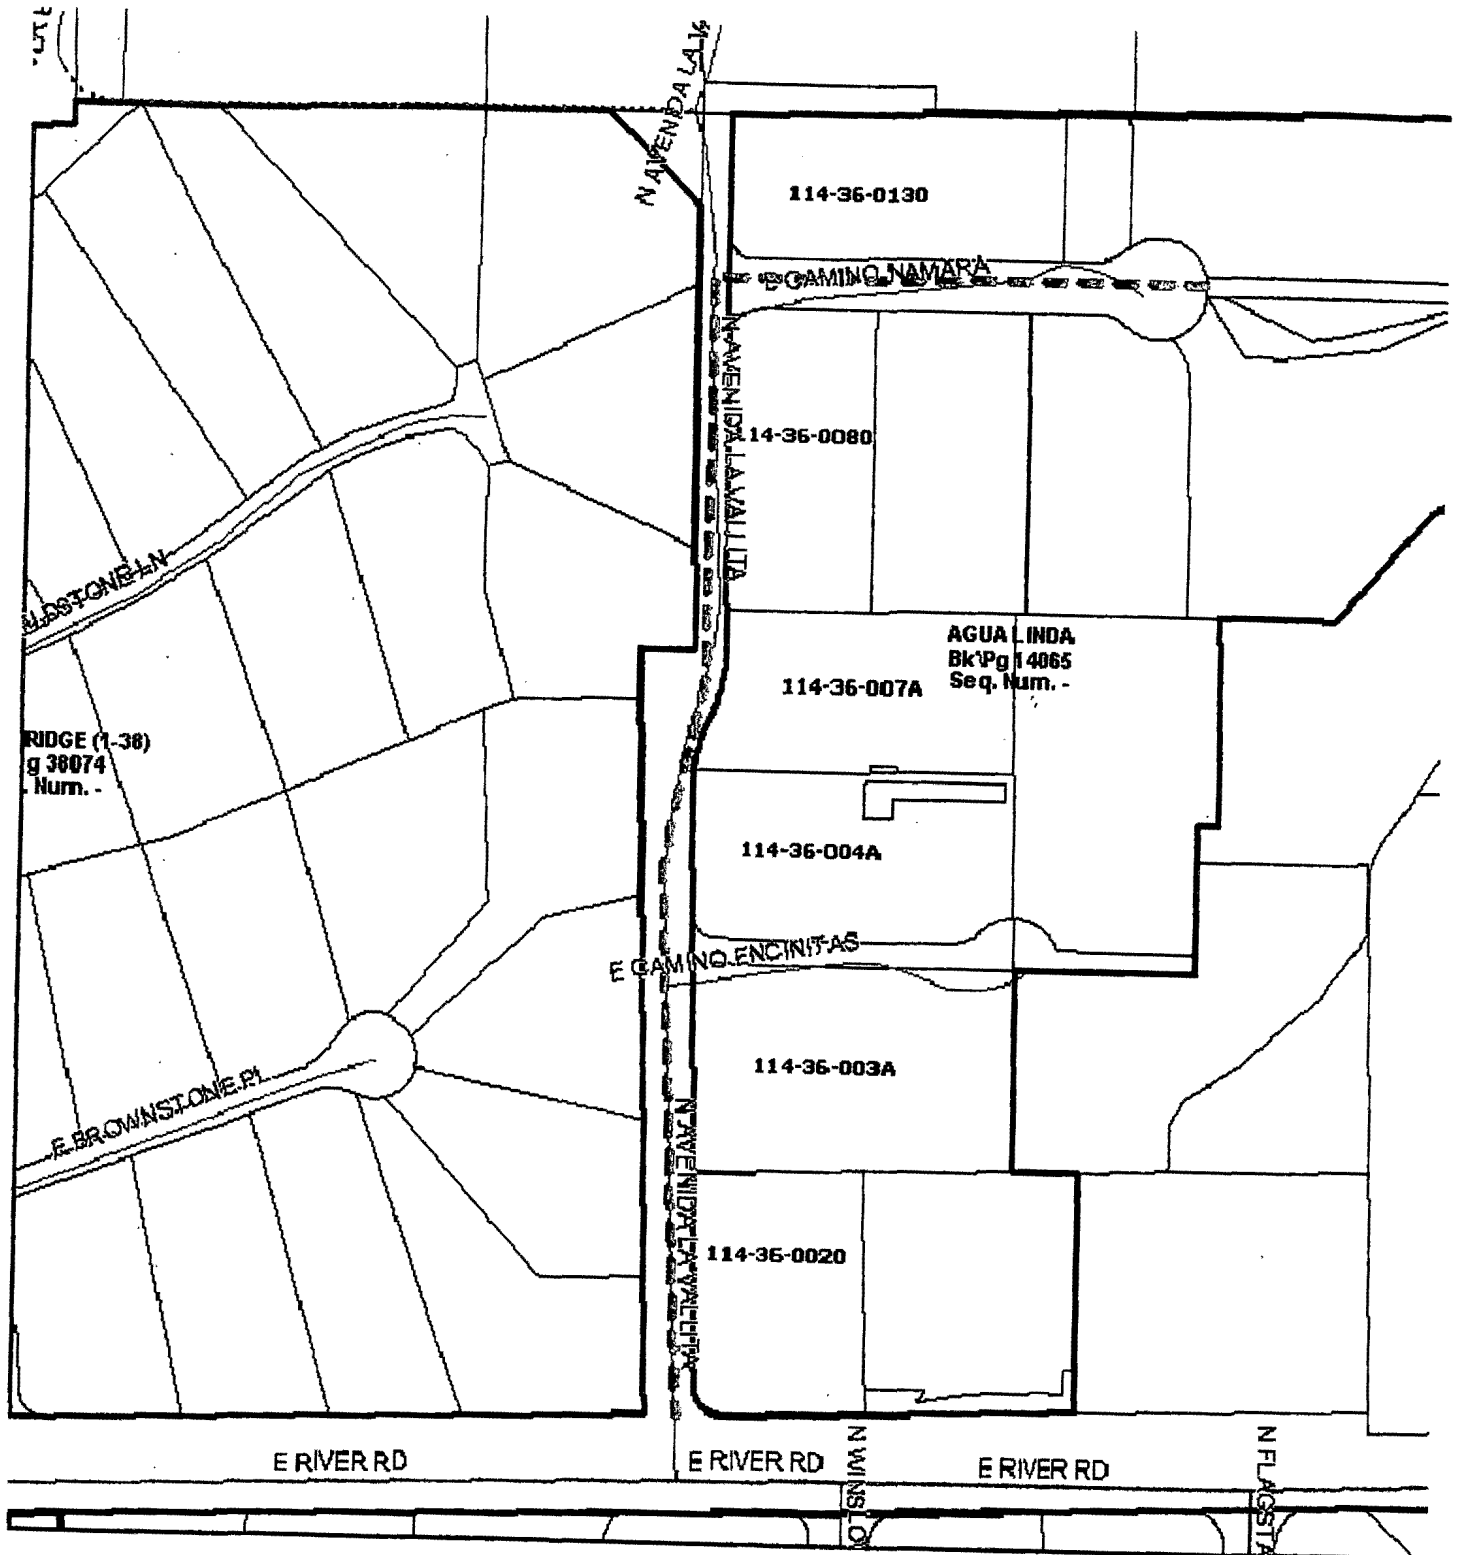 N AVENIDA LA V
114-36-0130
E CAMINO NAMARA
N AVENIDA LA VALLITA
14-36-0080
ALDSTONE LN
AGUA LINDA
Bk\Pg 14065
Seq. Num. -
114-36-007A
RIDGE (1-38)
g 38074
. Num. -
114-36-004A
E CAMINO ENCINITAS
114-36-003A
E BROWNSTONE PL
N AVENIDA LA VALLITA
114-36-0020
E RIVER RD
E RIVER RD
E RIVER RD
N WINSLO
N FLAGSTA